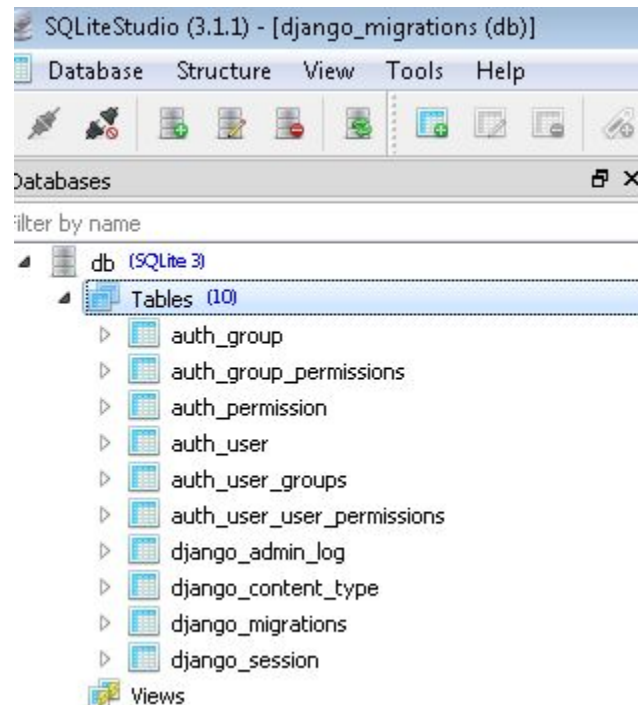 SQLiteStudio (3.1.1) - [django_migrations (db)]
Database Structure View Tools Help
Databases
Filter by name
db (SQLite 3)
Tables (10)
auth_group
auth_group_permissions
auth_permission
auth_user
auth_user_groups
auth_user_user_permissions
django_admin_log
django_content_type
django_migrations
django_session
Views